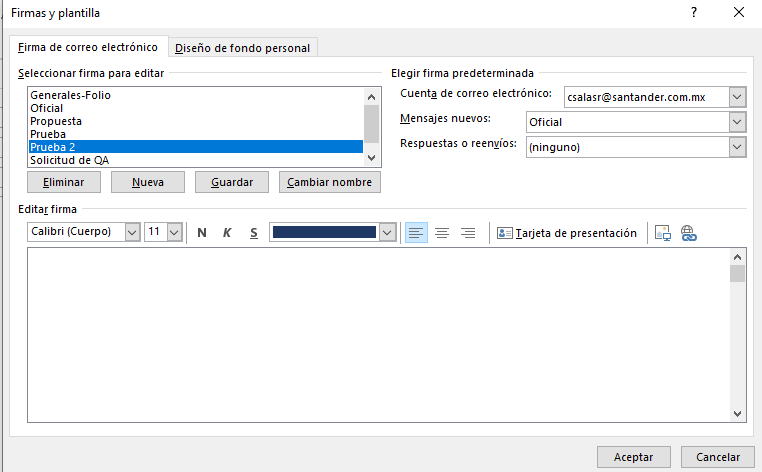 Firmas y plantilla
? ×
Firma de correo electrónico
Diseño de fondo personal
Seleccionar firma para editar
Generales-Folio
Oficial
Propuesta
Prueba
Prueba 2
Solicitud de QA
Eliminar
Nueva
Guardar
Cambiar nombre
Elegir firma predeterminada
Cuenta de correo electrónico:
csalasr@santander.com.mx
Mensajes nuevos:
Oficial
Respuestas o reenvíos:
(ninguno)
Editar firma
Calibri (Cuerpo)
11
N K S
Tarjeta de presentación
Aceptar
Cancelar